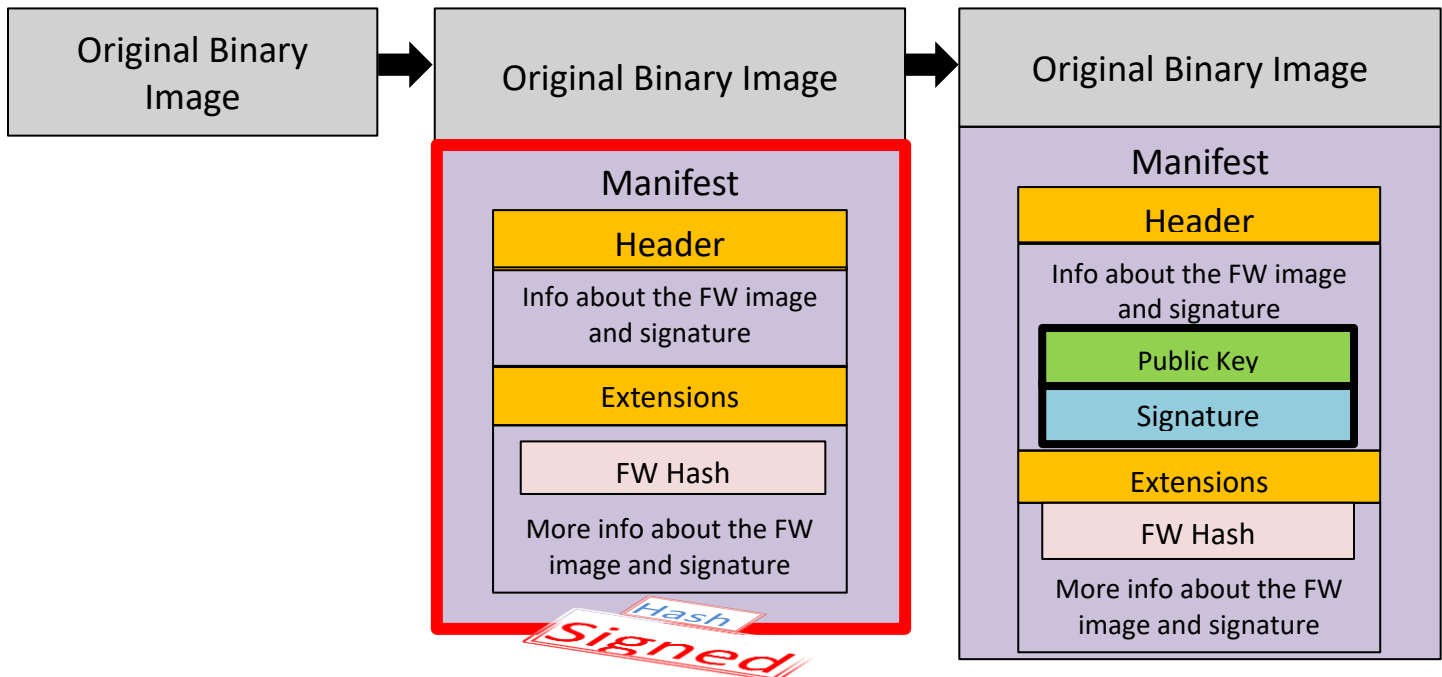 Original Binary
Image
Original Binary Image
Manifest
Header
Info about the FW image
and signature
Extensions
FW Hash
More info about the FW
image and signature
Hash
Signed
Original Binary Image
Manifest
Header
Info about the FW image
and signature
Public Key
Signature
Extensions
FW Hash
More info about the FW
image and signature